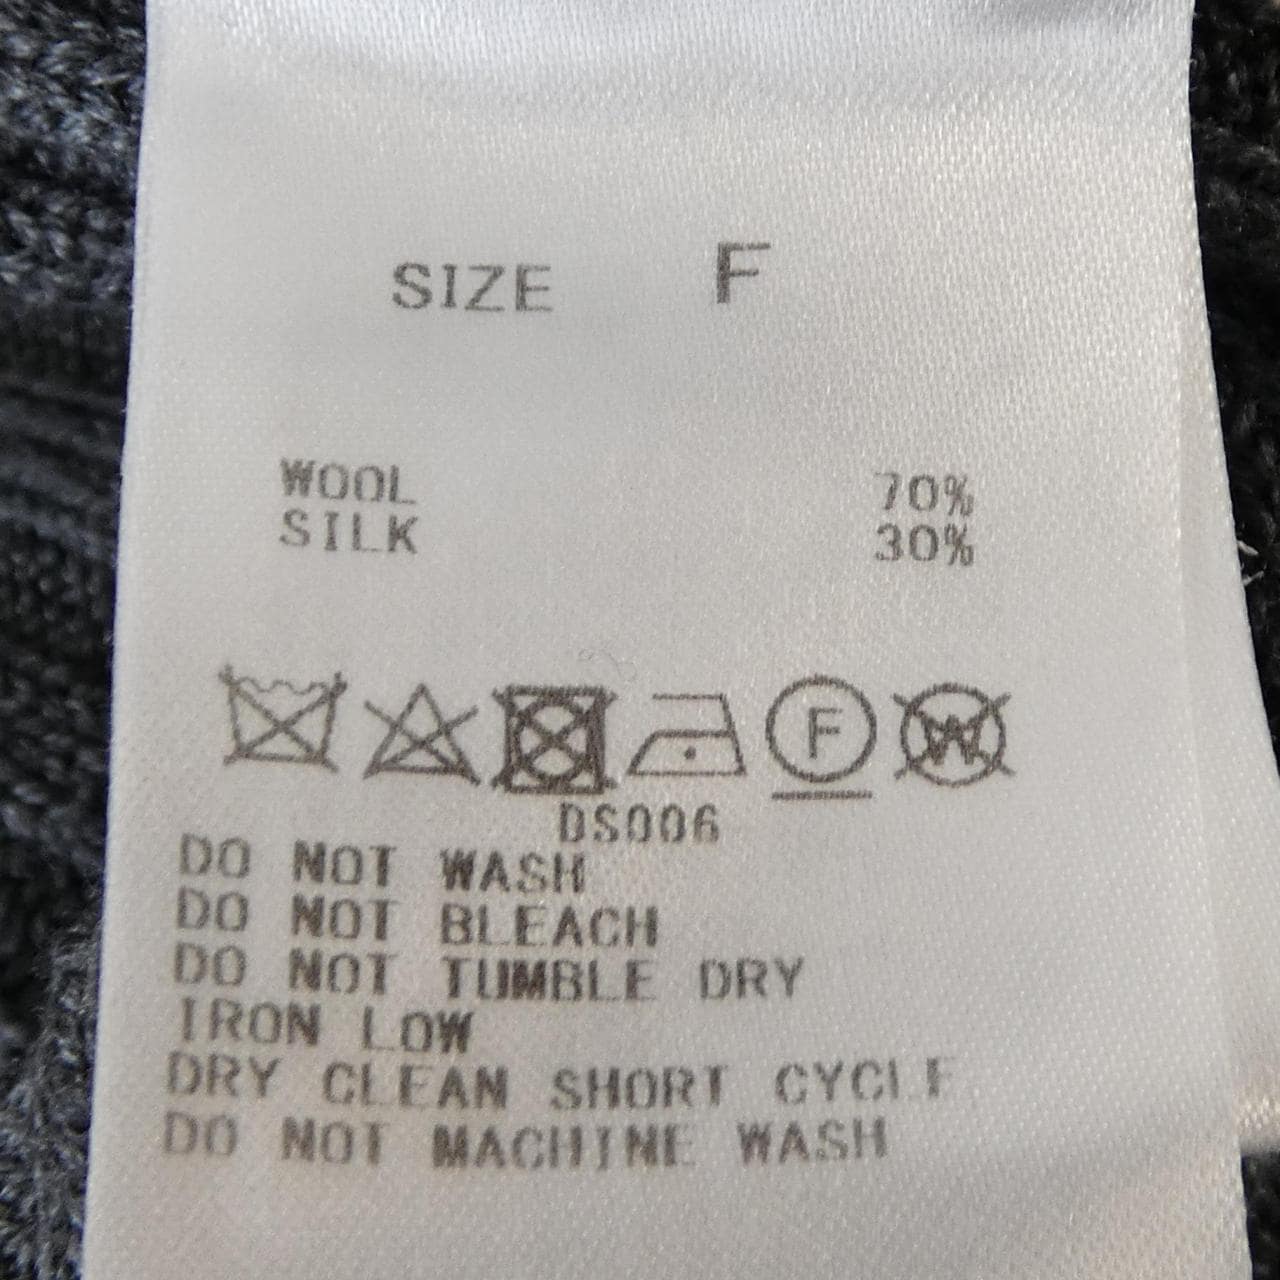 SIZE F
WOOL 70%
SILK 30%
F W
DS006
DO NOT WASH
DO NOT BLEACH
DO NOT TUMBLE DRY
IRON LOW
DRY CLEAN SHORT CYCLE
DO NOT MACHINE WASH